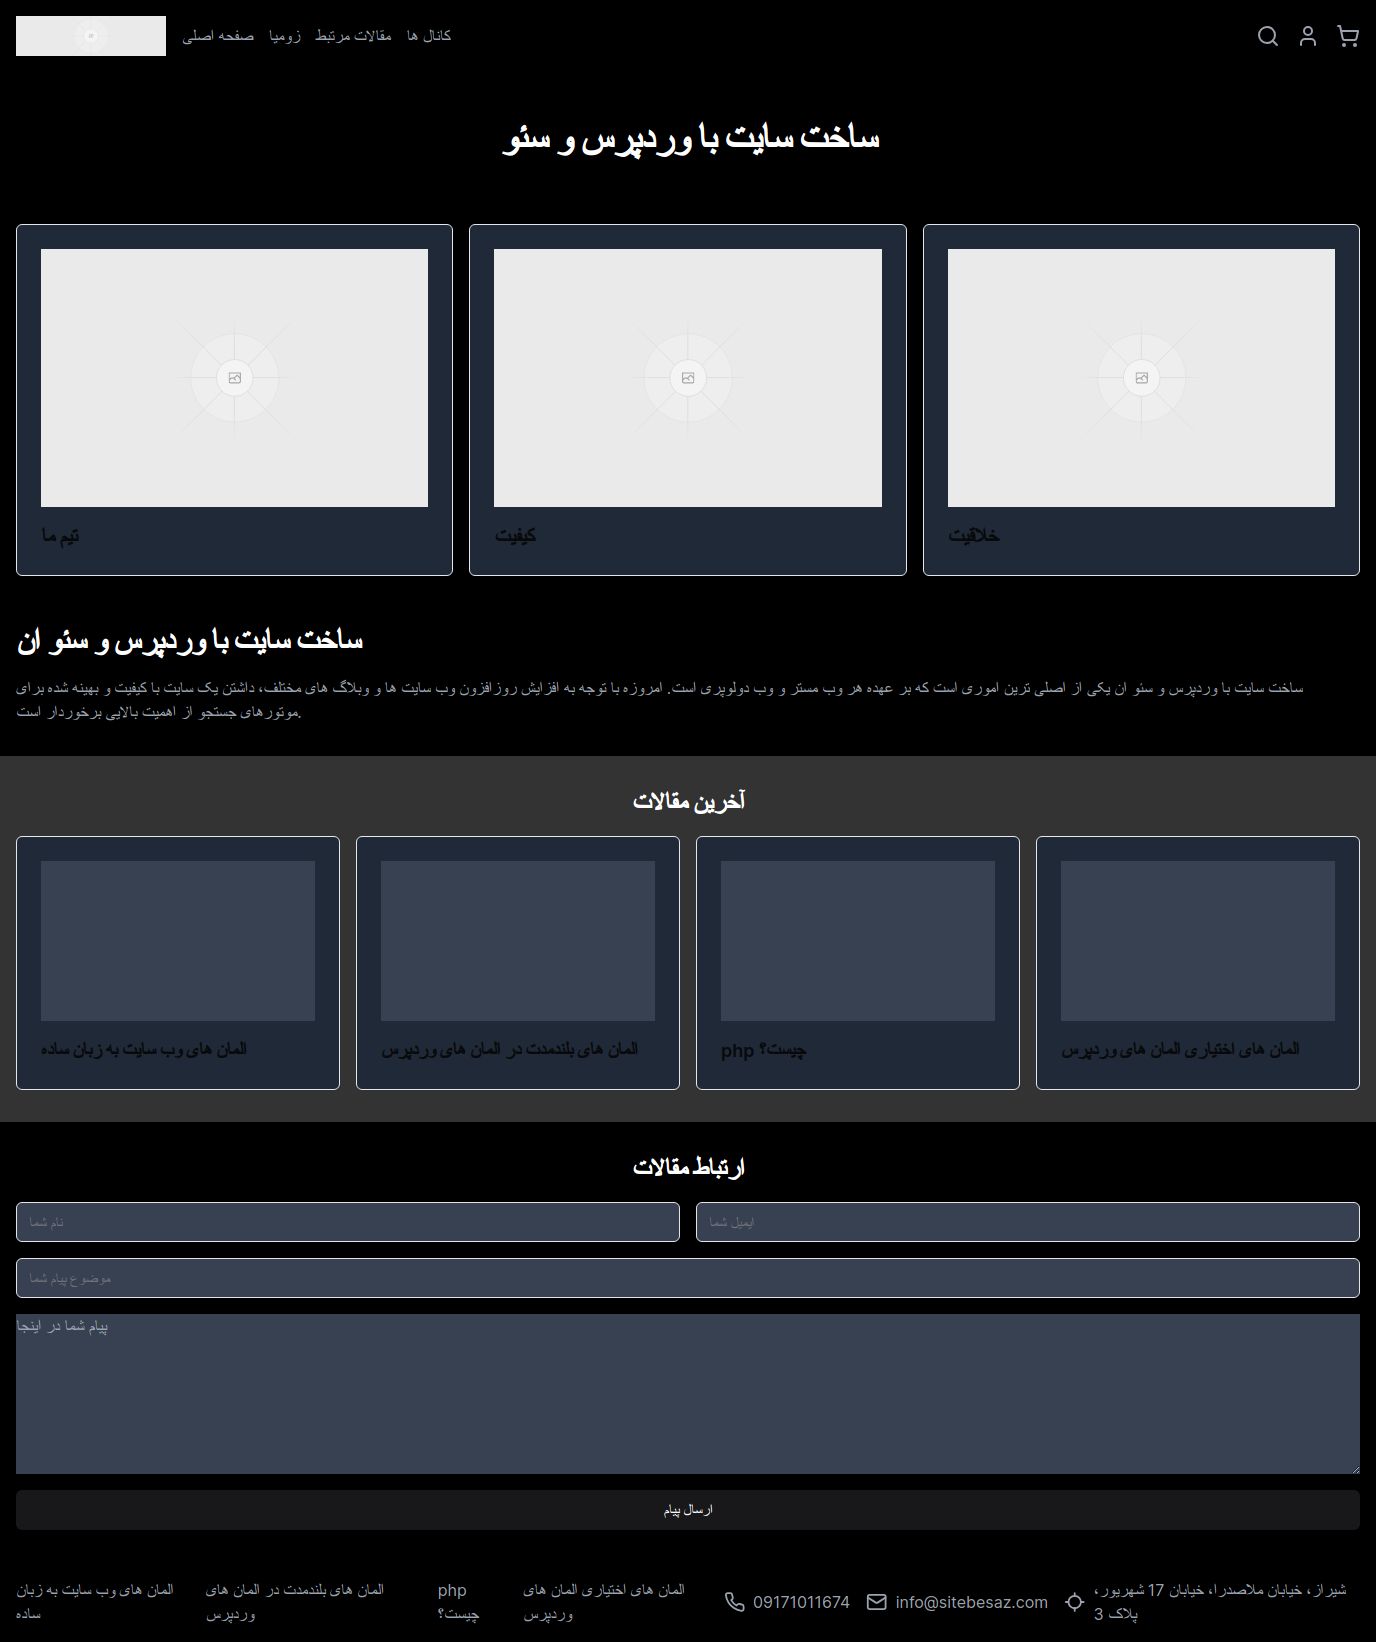 صفحه اصلی
زومیا
مقالات مرتبط
کانال ها
ساخت سایت با وردپرس و سئو
تیم ما
کیفیت
خلاقیت
ساخت سایت با وردپرس و سئو ان
ساخت سایت با وردپرس و سئو ان یکی از اصلی ترین اموری است که بر عهده هر وب مستر و وب دولوپری است. امروزه با توجه به افزایش روزافزون وب سایت ها و وبلاگ های مختلف، داشتن یک سایت با کیفیت و بهینه شده برای
موتورهای جستجو از اهمیت بالایی برخوردار است.
آخرین مقالات
المان های وب سایت به زبان ساده
المان های بلندمدت در المان های وردپرس
php چیست؟
المان های اختیاری المان های وردپرس
ارتباط مقالات
نام شما
ایمیل شما
موضوع پیام شما
پیام شما در اینجا
ارسال پیام
المان های وب سایت به زبان
ساده
المان های بلندمدت در المان های
وردپرس
php
چیست؟
المان های اختیاری المان های
وردپرس
09171011674
info@sitebesaz.com
شیراز، خیابان ملاصدرا، خیابان 17 شهریور،
پلاک 3